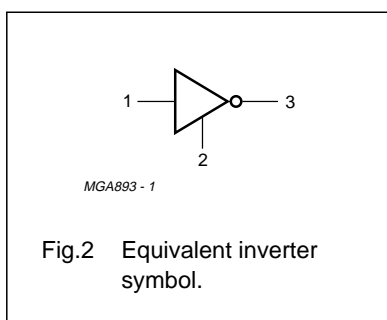 1
3
2
MGA893 - 1
Fig.2 Equivalent inverter
symbol.